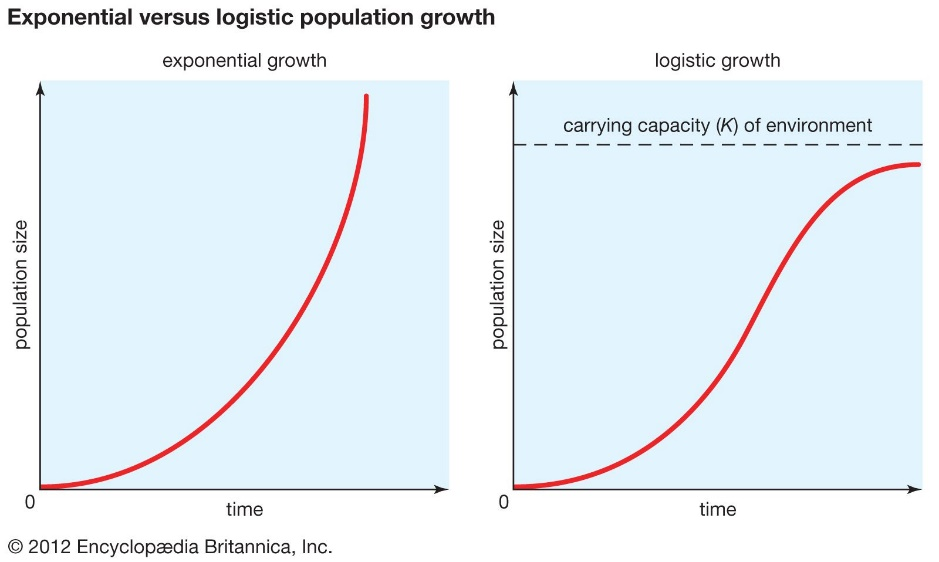 Exponential versus logistic population growth
exponential growth
population size
0
time
logistic growth
carrying capacity (K) of environment
population size
0
time
© 2012 Encyclopædia Britannica, Inc.